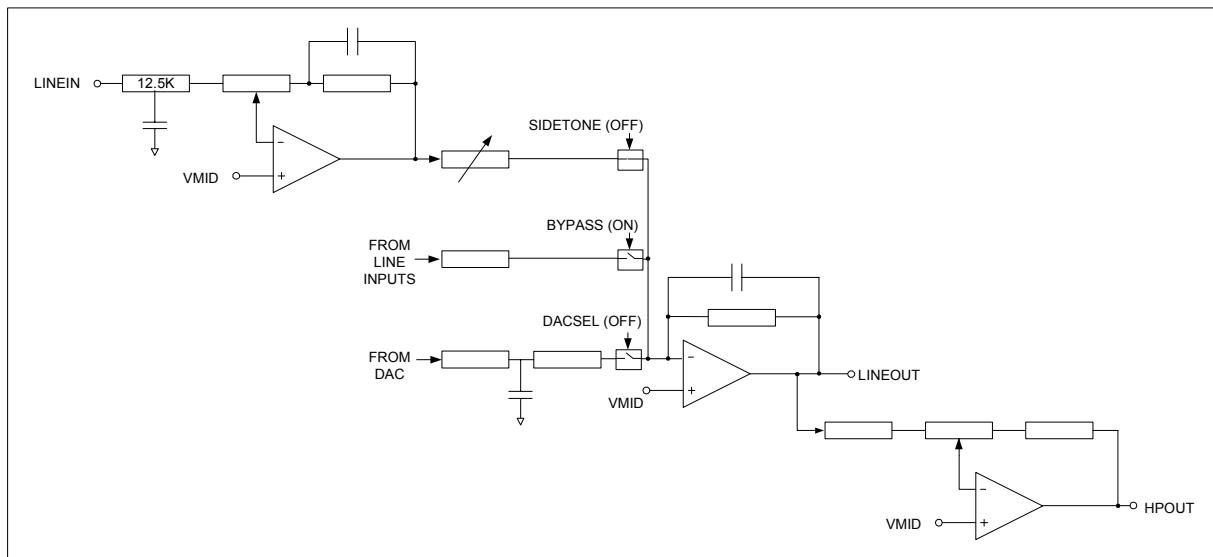 LINEIN
12.5K
−
VMID
+
SIDETONE (OFF)
BYPASS (ON)
FROM
LINE
INPUTS
DACSEL (OFF)
FROM
DAC
−
VMID
+
LINEOUT
−
VMID
+
HPOUT